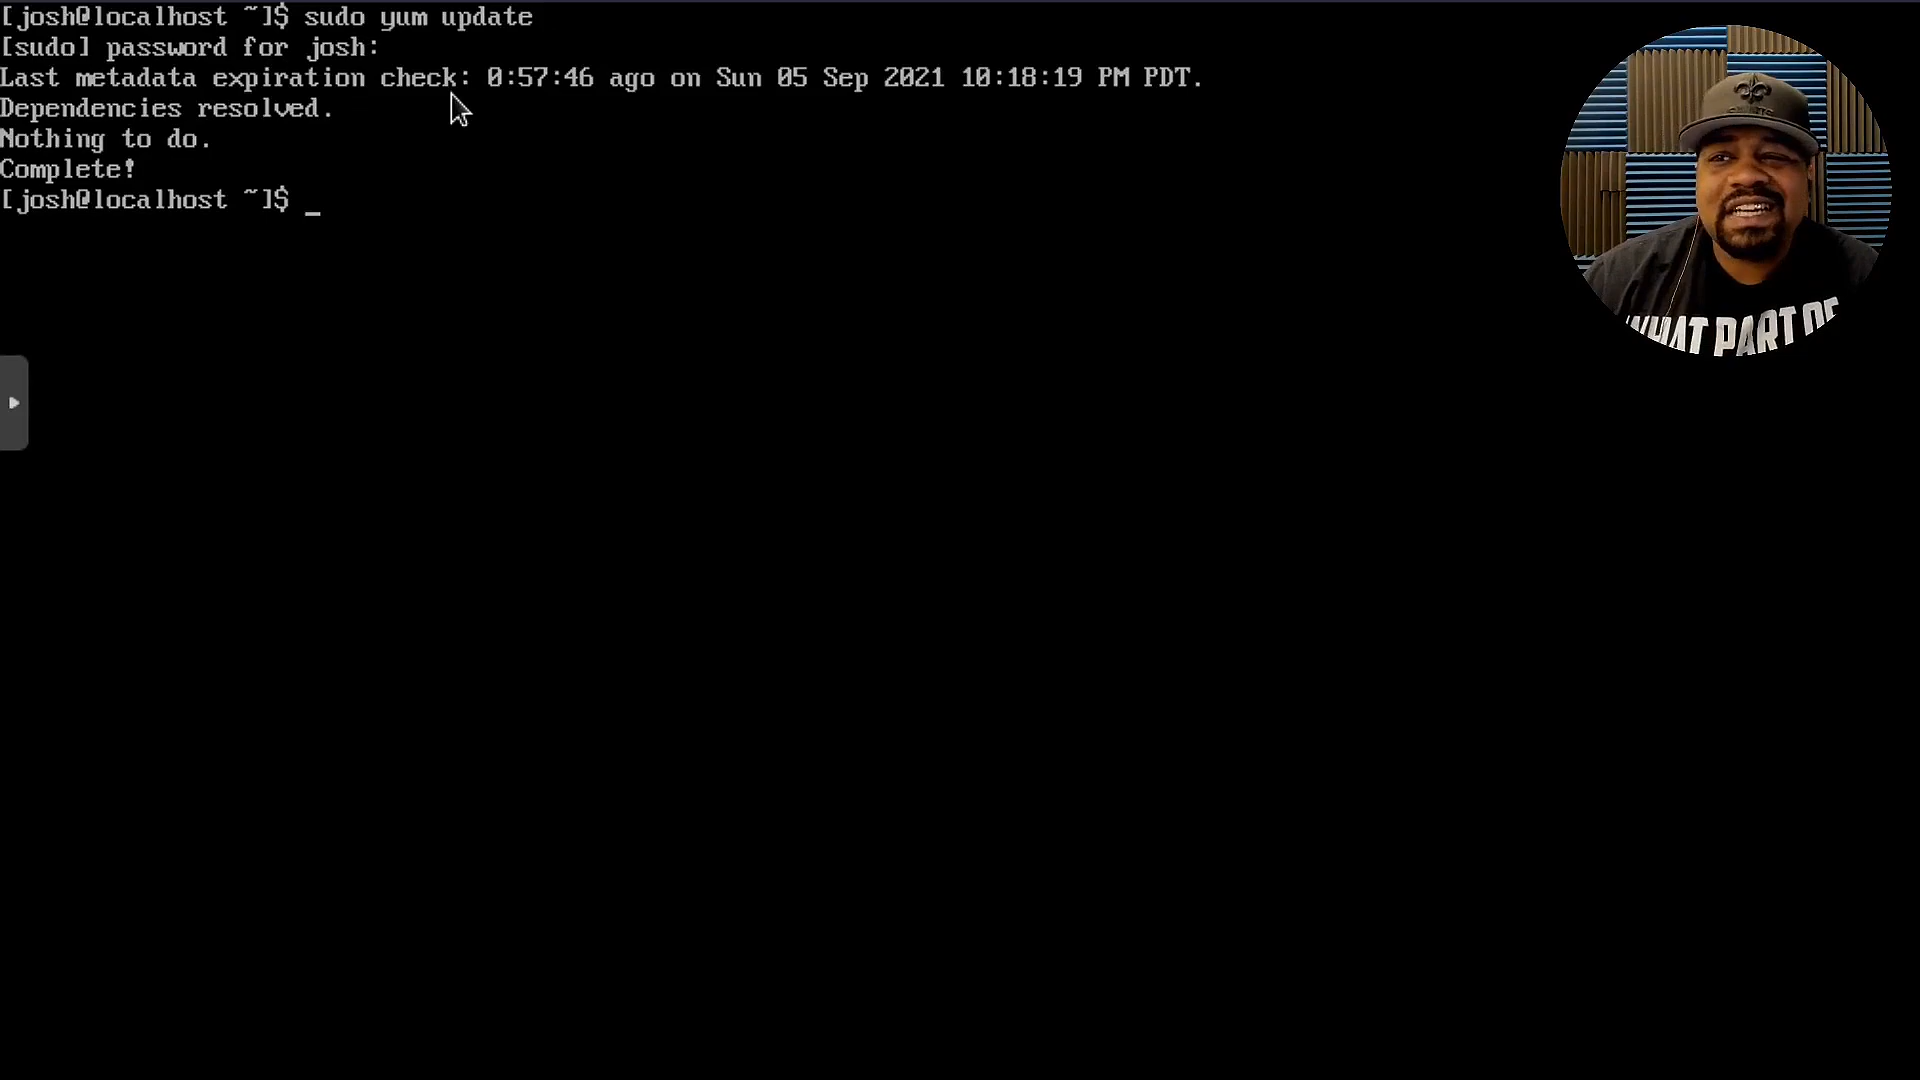 [josh@localhost ~]$ sudo yum update
[sudo] password for josh:
Last metadata expiration check: 0:57:46 ago on Sun 05 Sep 2021 10:18:19 PM PDT.
Dependencies resolved.
Nothing to do.
Complete!
[josh@localhost ~]$ _
WHAT PART OF